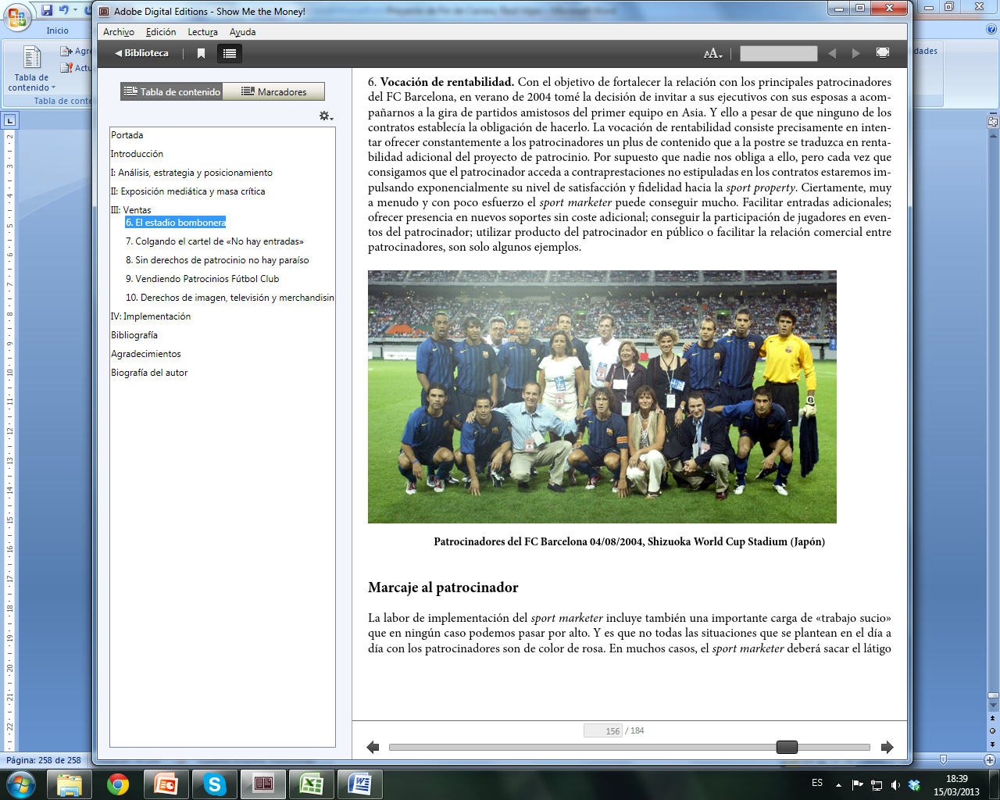 Adobe Digital Editions - Show Me the Money!
Inicio
Archivo Edición Lectura Ayuda
Biblioteca
AA
Tabla de
contenido
Página: 258 de 258
Tabla de contenido Marcadores
Portada
Introducción
I: Análisis, estrategia y posicionamiento
II: Exposición mediática y masa crítica
III: Ventas
6. El estadio bombonera
7. Colgando el cartel de «No hay entradas»
8. Sin derechos de patrocinio no hay paraíso
9. Vendiendo Patrocinios Fútbol Club
10. Derechos de imagen, televisión y merchandisin
IV: Implementación
Bibliografía
Agradecimientos
Biografía del autor
6. Vocación de rentabilidad. Con el objetivo de fortalecer la relación con los principales patrocinadores
del FC Barcelona, en verano de 2004 tomé la decisión de invitar a sus ejecutivos con sus esposas a acom-
pañarnos a la gira de partidos amistosos del primer equipo en Asia. Y ello a pesar de que ninguno de los
contratos establecía la obligación de hacerlo. La vocación de rentabilidad consiste precisamente en inten-
tar ofrecer constantemente a los patrocinadores un plus de contenido que a la postre se traduzca en renta-
bilidad adicional del proyecto de patrocinio. Por supuesto que nadie nos obliga a ello, pero cada vez que
consigamos que el patrocinador acceda a contraprestaciones no estipuladas en los contratos estaremos im-
pulsando exponencialmente su nivel de satisfacción y fidelidad hacia la sport property. Ciertamente, muy
a menudo y con poco esfuerzo el sport marketer puede conseguir mucho. Facilitar entradas adicionales;
ofrecer presencia en nuevos soportes sin coste adicional; conseguir la participación de jugadores en even-
tos del patrocinador; utilizar producto del patrocinador en público o facilitar la relación comercial entre
patrocinadores, son solo algunos ejemplos.
Patrocinadores del FC Barcelona 04/08/2004, Shizuoka World Cup Stadium (Japón)
Marcaje al patrocinador
La labor de implementación del sport marketer incluye también una importante carga de «trabajo sucio»
que en ningún caso podemos pasar por alto. Y es que no todas las situaciones que se plantean en el día a
día con los patrocinadores son de color de rosa. En muchos casos, el sport marketer deberá sacar el látigo
156 / 184
ES
18:39
15/03/2013